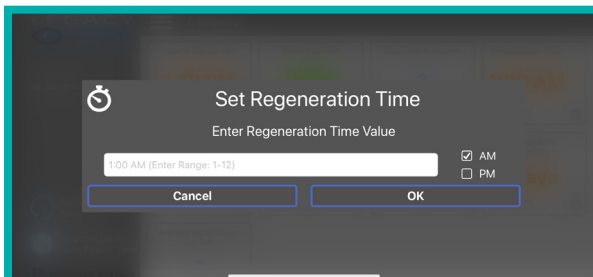 Set Regeneration Time
Enter Regeneration Time Value
1:00 AM (Enter Range: 1-12)
AM
PM
Cancel
OK